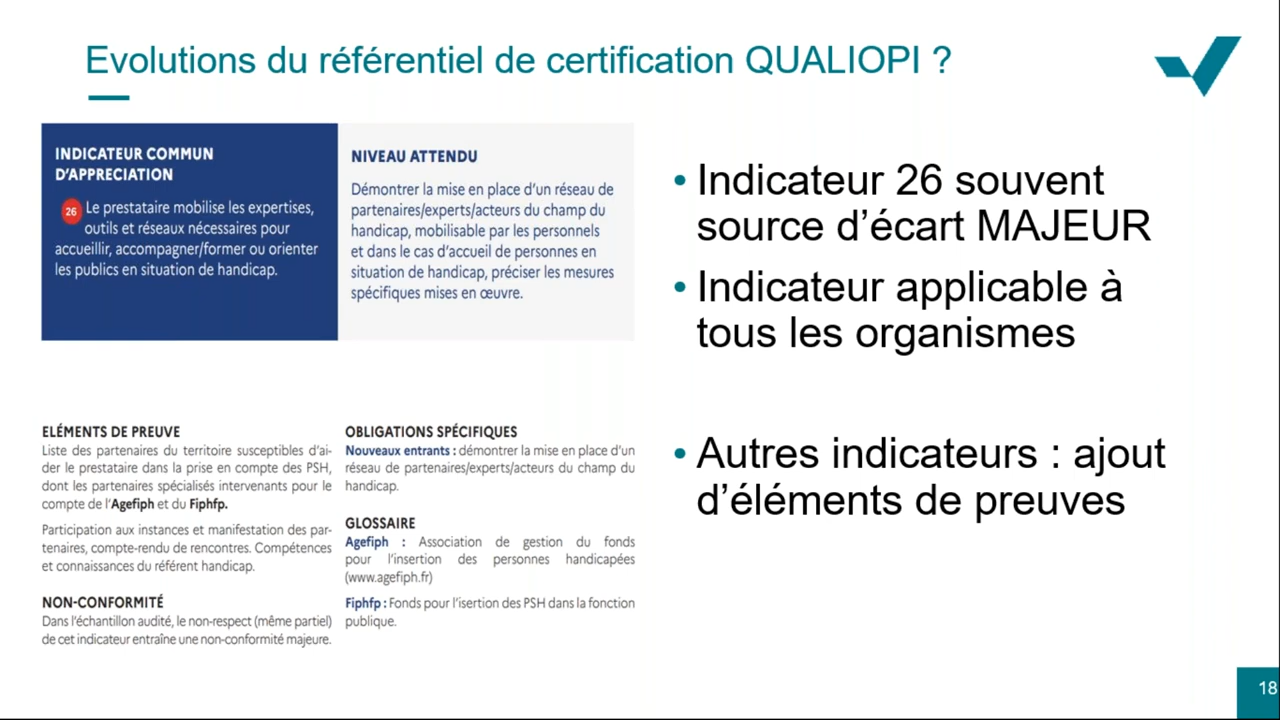 Evolutions du référentiel de certification QUALIOPI ?
INDICATEUR COMMUN
D'APPRECIATION
26 Le prestataire mobilise les expertises,
outils et réseaux nécessaires pour
accueillir, accompagner/former ou orienter
les publics en situation de handicap.
NIVEAU ATTENDU
Démontrer la mise en place d'un réseau de
partenaires/experts/acteurs du champ du
handicap, mobilisable par les personnels
et dans le cas d'accueil de personnes en
situation de handicap, préciser les mesures
spécifiques mises en œuvre.
ELÉMENTS DE PREUVE
Liste des partenaires du territoire susceptibles d'ai-
der le prestataire dans la prise en compte des PSH,
dont les partenaires spécialisés intervenants pour le
compte de l'Agefiph et du Fiphfp.
Participation aux instances et manifestation des par-
tenaires, compte-rendu de rencontres. Compétences
et connaissances du référent handicap.
NON-CONFORMITÉ
Dans l'échantillon audité, le non-respect (même partiel)
de cet indicateur entraîne une non-conformité majeure.
OBLIGATIONS SPÉCIFIQUES
Nouveaux entrants : démontrer la mise en place d'un
réseau de partenaires/experts/acteurs du champ du
handicap.
GLOSSAIRE
Agefiph : Association de gestion du fonds
pour l'insertion des personnes handicapées
(www.agefiph.fr)
Fiphfp : Fonds pour l'isertion des PSH dans la fonction
publique.
• Indicateur 26 souvent
source d'écart MAJEUR
• Indicateur applicable à
tous les organismes
• Autres indicateurs : ajout
d'éléments de preuves
18